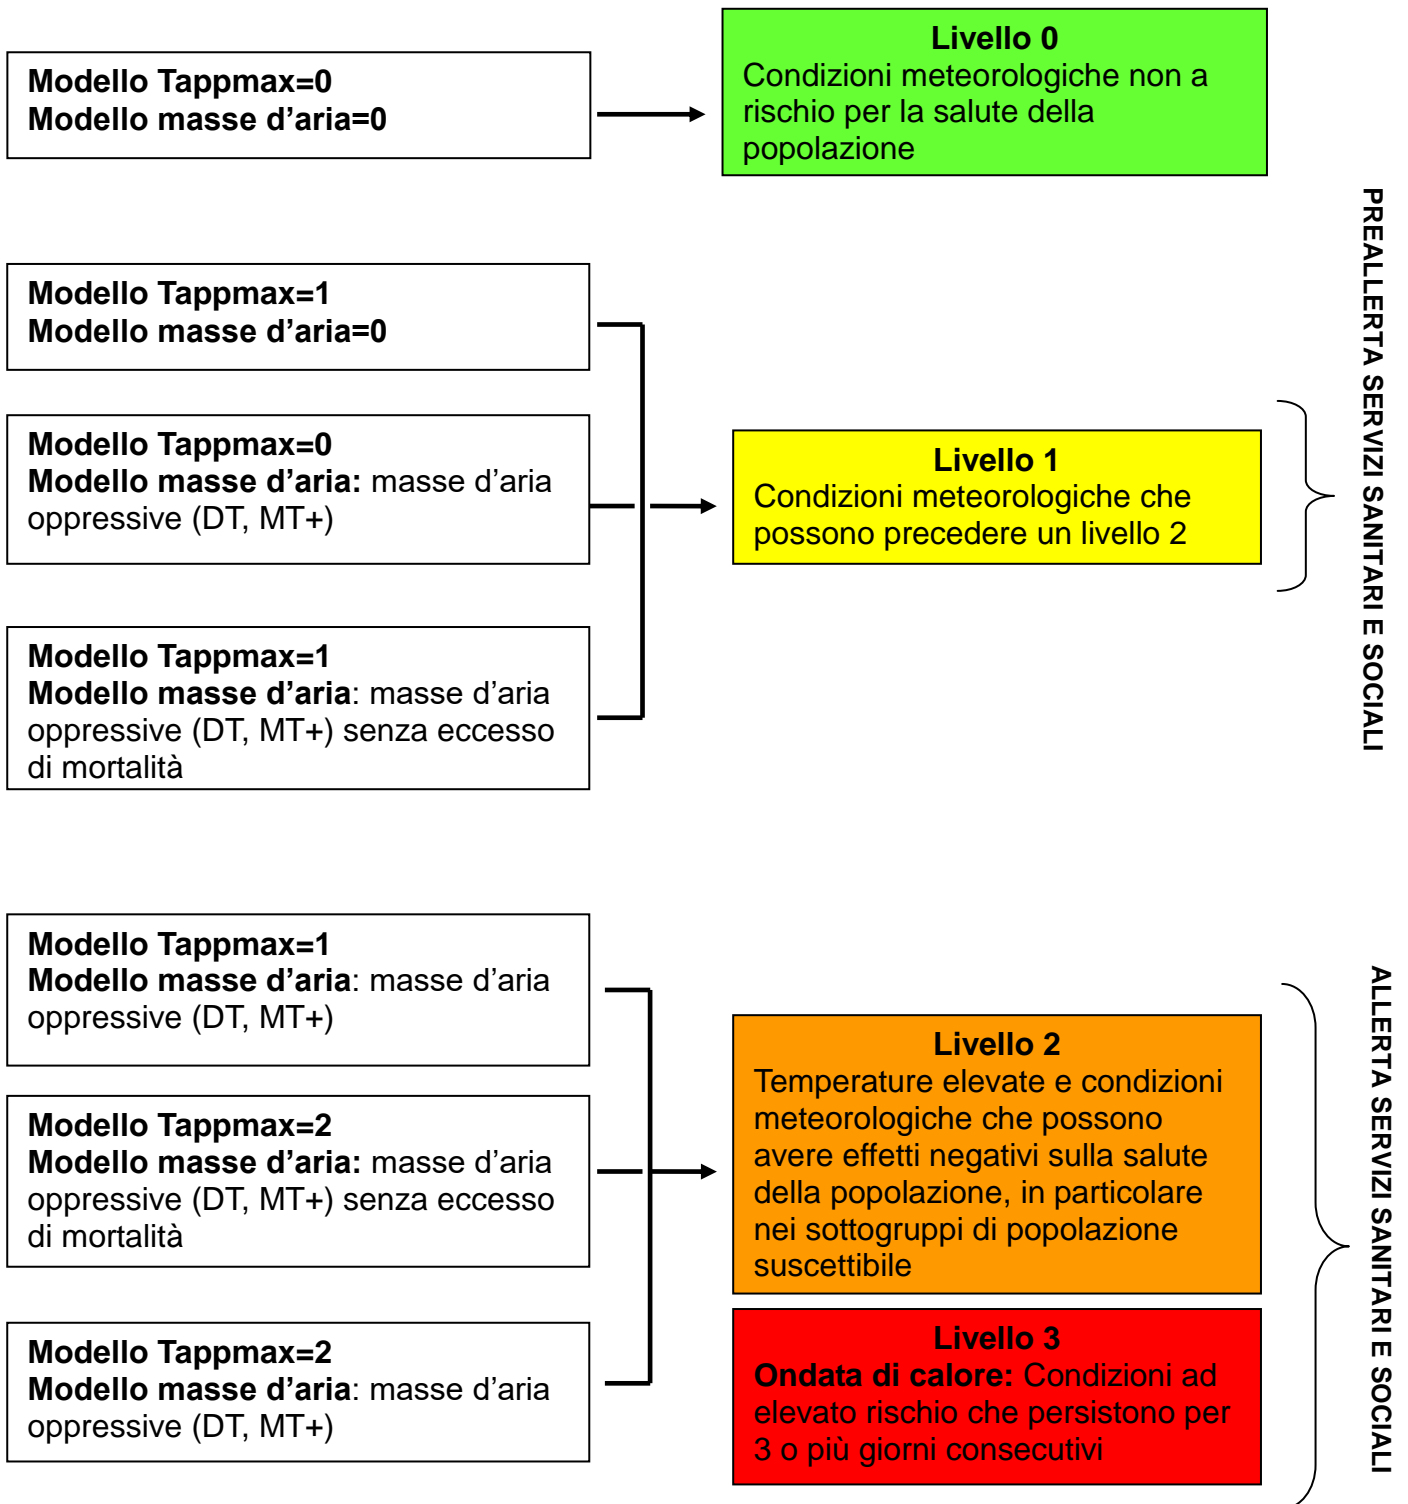 Modello Tappmax=0
Modello masse d’aria=0
Livello 0
Condizioni meteorologiche non a
rischio per la salute della
popolazione
Modello Tappmax=1
Modello masse d’aria=0
Modello Tappmax=0
Modello masse d’aria: masse d’aria
oppressive (DT, MT+)
Modello Tappmax=1
Modello masse d’aria: masse d’aria
oppressive (DT, MT+) senza eccesso
di mortalità
Livello 1
Condizioni meteorologiche che
possono precedere un livello 2
PREALLERTA SERVIZI SANITARI E SOCIALI
Modello Tappmax=1
Modello masse d’aria: masse d’aria
oppressive (DT, MT+)
Modello Tappmax=2
Modello masse d’aria: masse d’aria
oppressive (DT, MT+) senza eccesso
di mortalità
Modello Tappmax=2
Modello masse d’aria: masse d’aria
oppressive (DT, MT+)
Livello 2
Temperature elevate e condizioni
meteorologiche che possono
avere effetti negativi sulla salute
della popolazione, in particolare
nei sottogruppi di popolazione
suscettibile
Livello 3
Ondata di calore: Condizioni ad
elevato rischio che persistono per
3 o più giorni consecutivi
ALLERTA SERVIZI SANITARI E SOCIALI